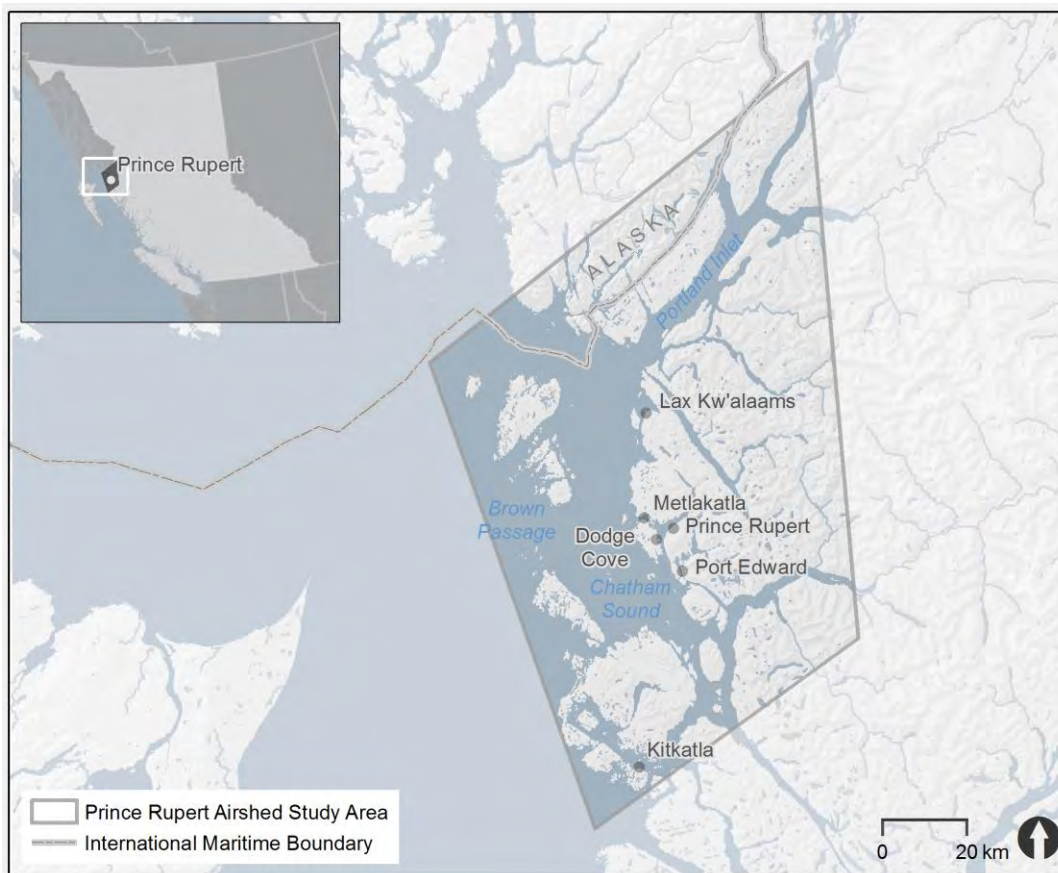 Prince Rupert
ALASKA
Portland Inlet
Lax Kw'alaams
Metlakatla
Brown
Passage
Prince Rupert
Dodge
Cove
Port Edward
Chatham
Sound
Kitkatla
Prince Rupert Airshed Study Area
International Maritime Boundary
0 20 km